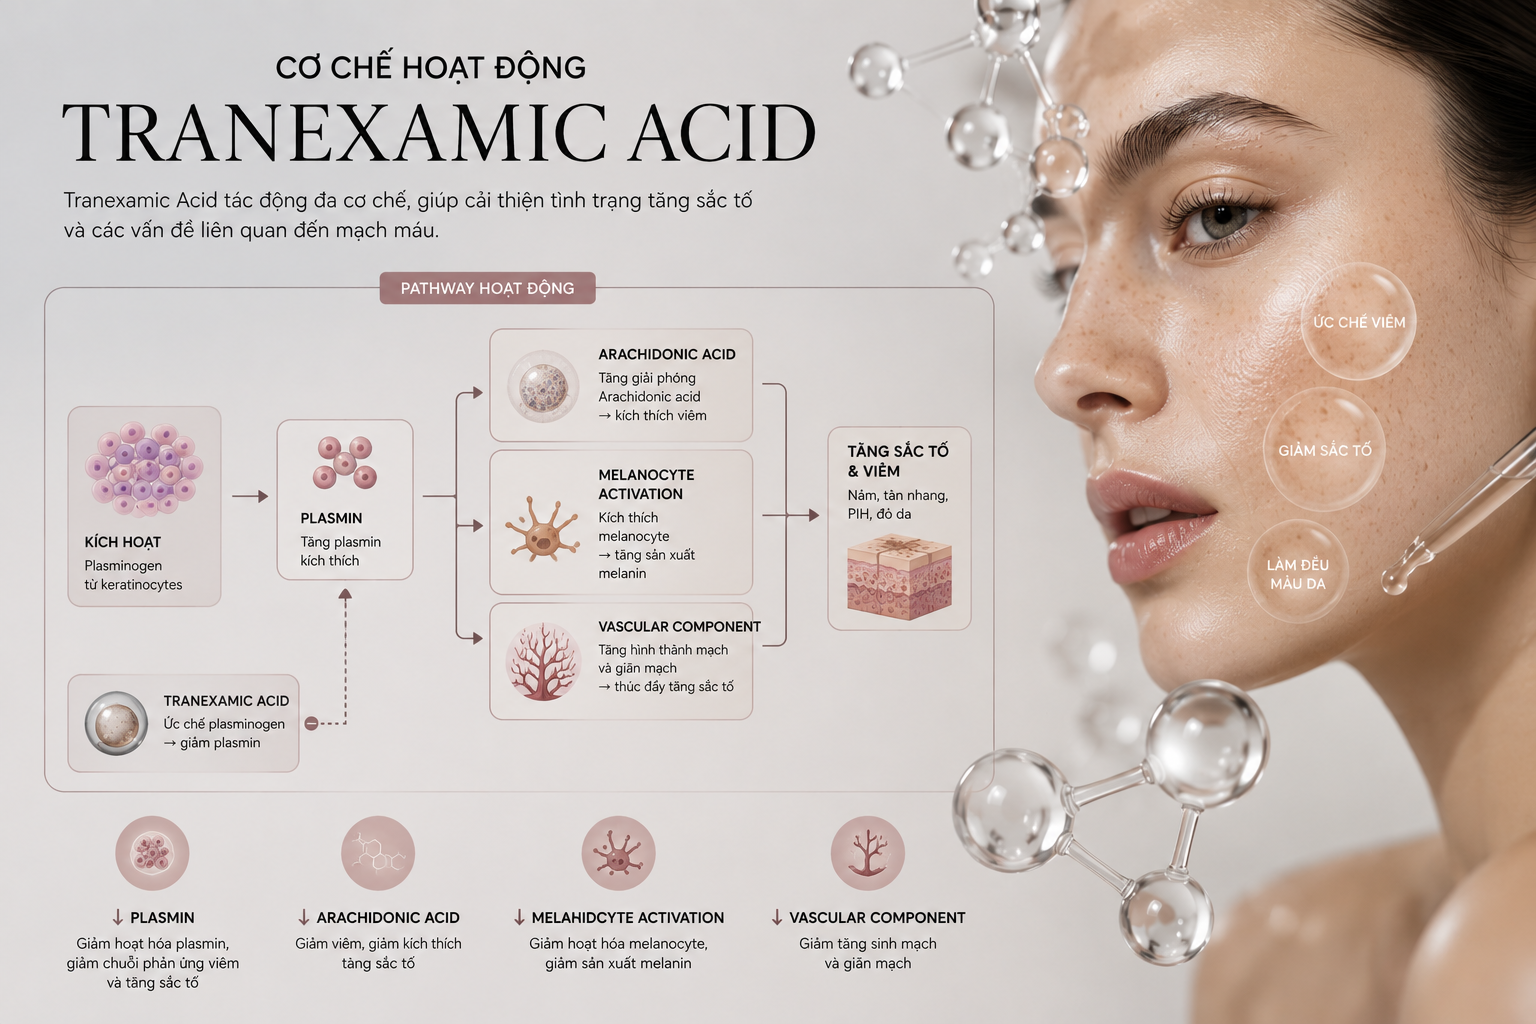 CƠ CHẾ HOẠT ĐỘNG
TRANEXAMIC ACID
Tranexamic Acid tác động đa cơ chế, giúp cải thiện tình trạng tăng sắc tố
và các vấn đề liên quan đến mạch máu.
PATHWAY HOẠT ĐỘNG
KÍCH HOẠT
Plasminogen
từ keratinocytes
PLASMIN
Tăng plasmin
kích thích
ARACHIDONIC ACID
Tăng giải phóng
Arachidonic acid
→ kích thích viêm
MELANOCYTE
ACTIVATION
Kích thích
melanocyte
→ tăng sản xuất
melanin
VASCULAR COMPONENT
Tăng hình thành mạch
và giãn mạch
→ thúc đẩy tăng sắc tố
TĂNG SẮC TỐ
& VIÊM
Nám, tàn nhang,
PIH, đỏ da
TRANEXAMIC ACID
Ức chế plasminogen
→ giảm plasmin
ỨC CHẾ VIÊM
GIẢM SẮC TỐ
LÀM ĐỀU
MÀU DA
↓ PLASMIN
Giảm hoạt hóa plasmin,
giảm chuỗi phản ứng viêm
và tăng sắc tố
↓ ARACHIDONIC ACID
Giảm viêm, giảm kích thích
tăng sắc tố
↓ MELAHIDCYTE ACTIVATION
Giảm hoạt hóa melanocyte,
giảm sản xuất melanin
↓ VASCULAR COMPONENT
Giảm tăng sinh mạch
và giãn mạch